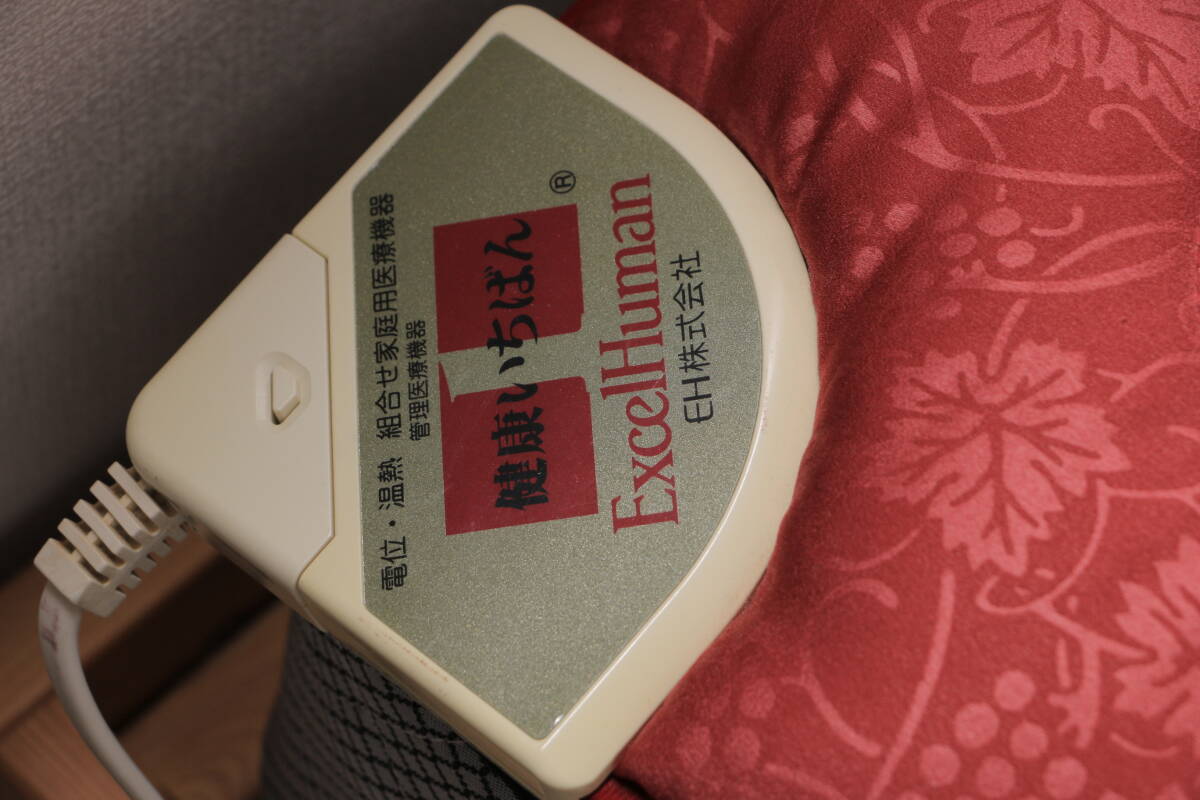 電位・温熱 組合せ家庭用医療機器
管理医療機器
健康いちばん®
ExcelHuman
EH株式会社